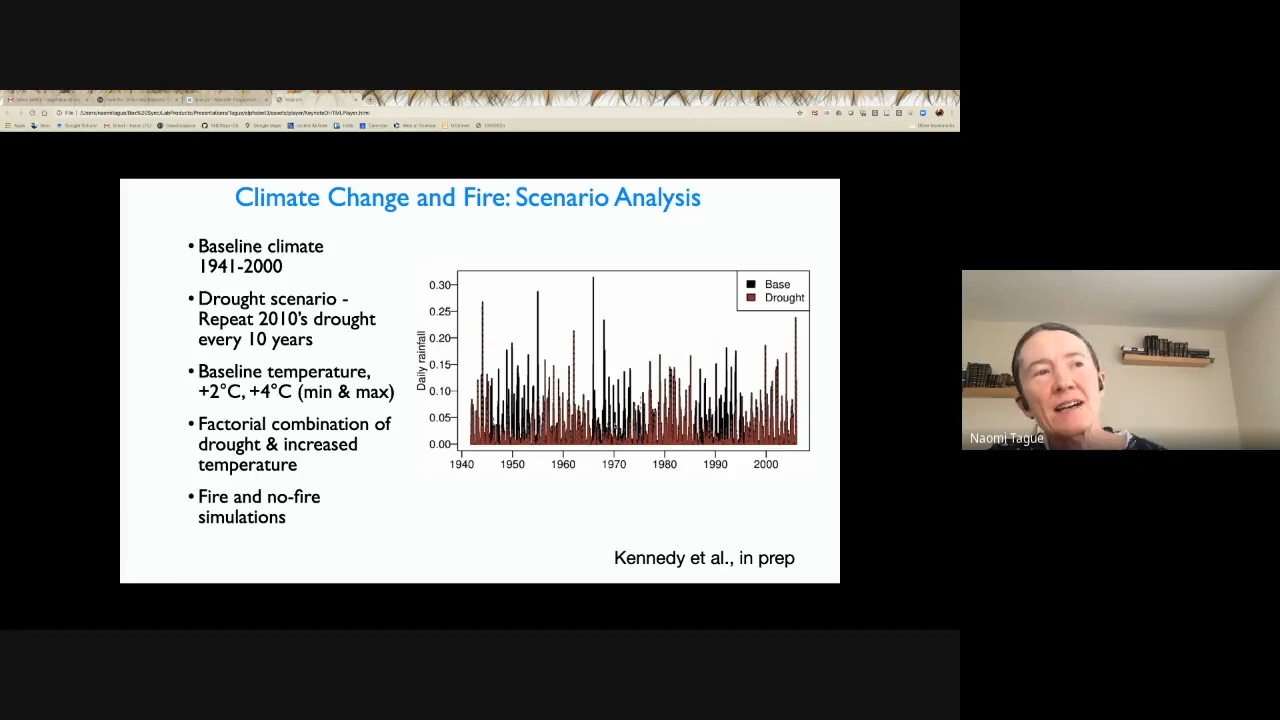 Climate Change and Fire: Scenario Analysis
• Baseline climate
1941-2000
• Drought scenario -
Repeat 2010's drought
every 10 years
• Baseline temperature,
+2°C, +4°C (min & max)
• Factorial combination of
drought & increased
temperature
• Fire and no-fire
simulations
Base
Drought
Daily rainfall
0.30
0.25
0.20
0.15
0.10
0.05
0.00
1940 1950 1960 1970 1980 1990 2000
Kennedy et al., in prep
Naomi Tague